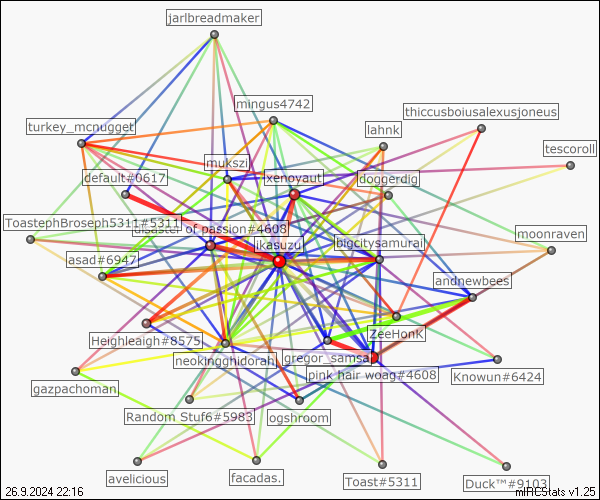 jarlbreadmaker
mingus4742
thiccusboiusalexusjoneus
turkey_mcnugget
lahnk
tescoroll
mukszi
default#0617
xenoyaut
doggerdig
ToastephBroseph5311#5311
disaster of passion#4608
moonraven
ikasuzu
bigcitysamurai
asad#6947
andnewbees
Heighleaigh#8575
ZeeHonk
neokingghidorah
gregor_samsa
pink hair woag#4608
Knowun#6424
gazpachoman
Random Stuf6#5983
ogshroom
avelicious
facadas.
Toast#5311
Duck™#9103
26.9.2024 22:16
mIRCStats v1.25